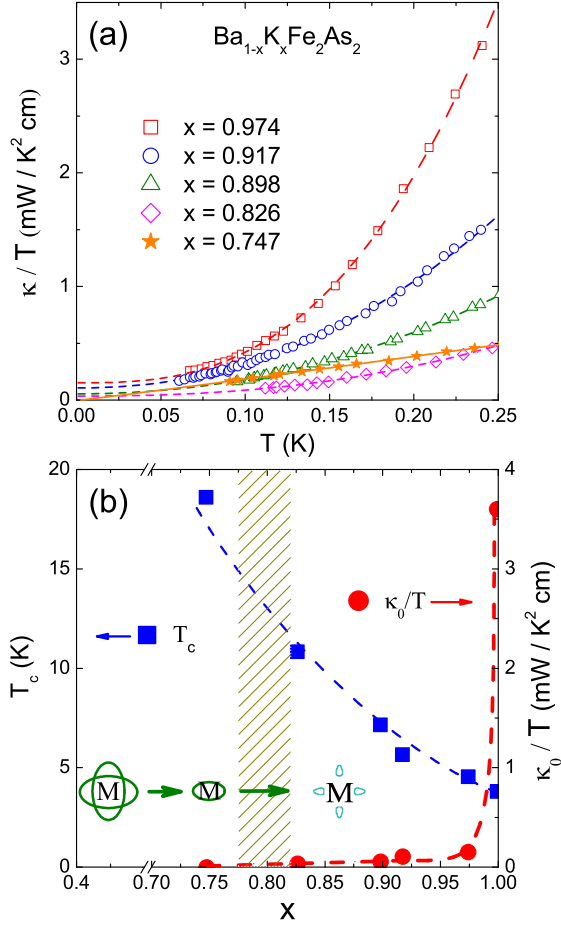 (a)
Ba1-xKxFe2As2
x = 0.974
x = 0.917
x = 0.898
x = 0.826
x = 0.747
κ / T (mW / K² cm)
3
2
1
0
0.00 0.05 0.10 0.15 0.20 0.25
T (K)
(b)
Tc (K)
20
15
10
5
0
Tc
κ0/T
M M M
4
3
2
1
0
κ0 / T (mW / K² cm)
0.4 0.70 0.75 0.80 0.85 0.90 0.95 1.00
x